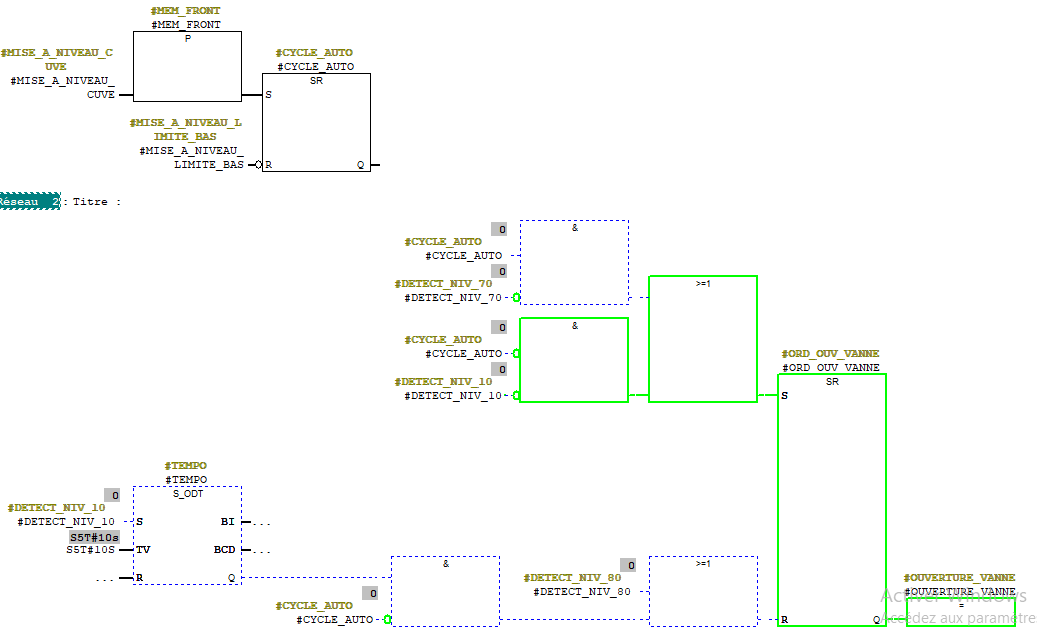 #MEM_FRONT
#MEM_FRONT
P
#MISE_A_NIVEAU_C
UVE
#MISE_A_NIVEAU_
CUVE
#CYCLE_AUTO
#CYCLE_AUTO
SR
S
#MISE_A_NIVEAU_L
IMITE_BAS
#MISE_A_NIVEAU_
LIMITE_BAS
R
Q
Réseau 2 : Titre :
0
#CYCLE_AUTO
#CYCLE_AUTO
&
0
#DETECT_NIV_70
#DETECT_NIV_70
>=1
0
#CYCLE_AUTO
#CYCLE_AUTO
&
0
#DETECT_NIV_10
#DETECT_NIV_10
#ORD_OUV_VANNE
#ORD_OUV_VANNE
SR
S
#TEMPO
#TEMPO
S_ODT
0
#DETECT_NIV_10
#DETECT_NIV_10
S
BI
...
S5T#10s
S5T#10S
TV
BCD
...
...
R
Q
&
0
#CYCLE_AUTO
#CYCLE_AUTO
0
#DETECT_NIV_80
#DETECT_NIV_80
>=1
R
Q
#OUVERTURE_VANNE
#OUVERTURE_VANNE
=
Activer Windows
Accédez aux paramètre